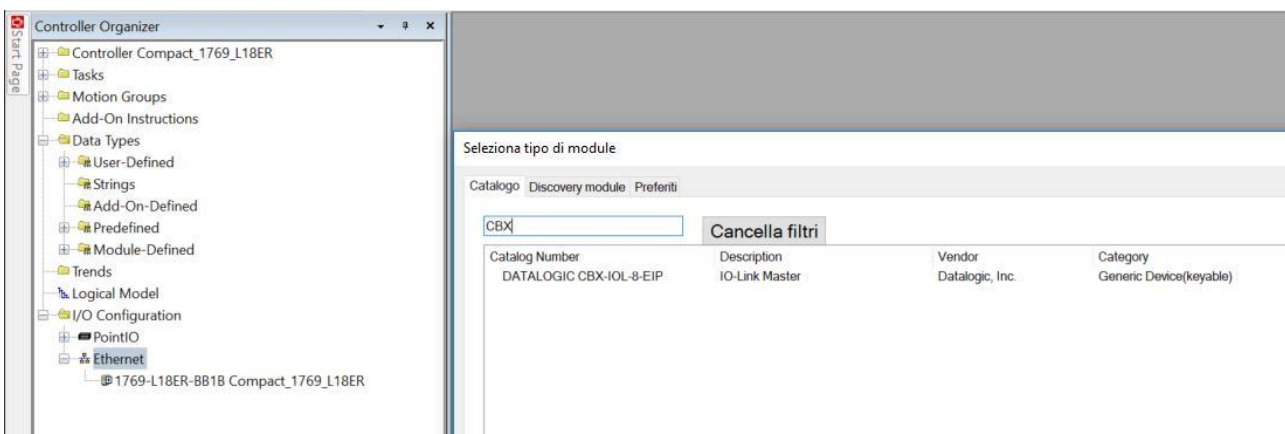 Start Page
Controller Organizer
Controller Compact_1769_L18ER
Tasks
Motion Groups
Add-On Instructions
Data Types
User-Defined
Strings
Add-On-Defined
Predefined
Module-Defined
Trends
Logical Model
I/O Configuration
PointIO
Ethernet
1769-L18ER-BB1B Compact_1769_L18ER
Seleziona tipo di module
Catalogo Discovery module Preferiti
CBX Cancella filtri
Catalog Number Description Vendor Category
DATALOGIC CBX-IOL-8-EIP IO-Link Master Datalogic, Inc. Generic Device(keyable)